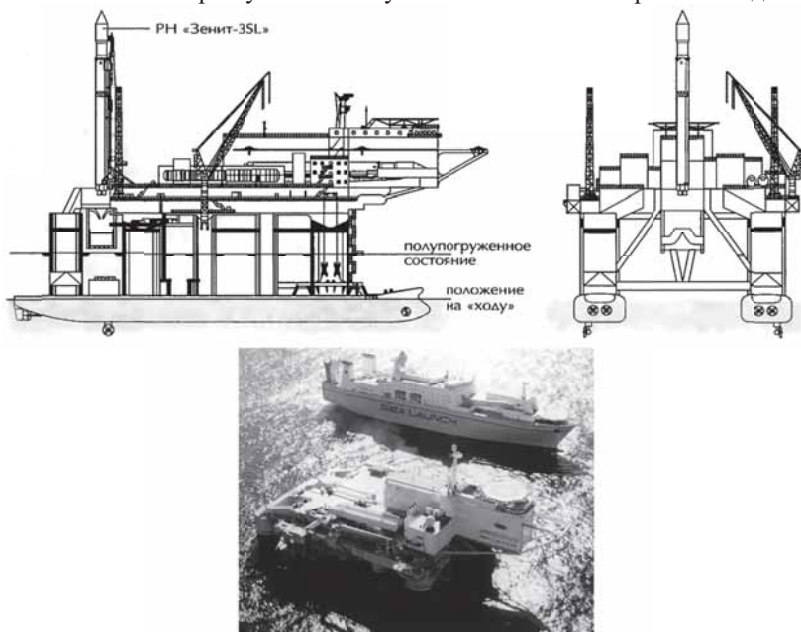 РН «Зенит-3SL»
полупогруженное
состояние
положение
на «ходу»
SEA LAUNCH